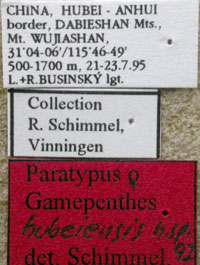 CHINA, HUBEI - ANHUI
border, DABIESHAN Mts.,
Mt. WUJIASHAN,
31˚04-06'/115˚46-49'
500-1700 m, 21-23.7.95
L.+R.BUSINSKÝ lgt.
Collection
R. Schimmel,
Vinningen
Paratypus ♀
Gamepenthes
hubeiensis n.sp.
det. Schimmel